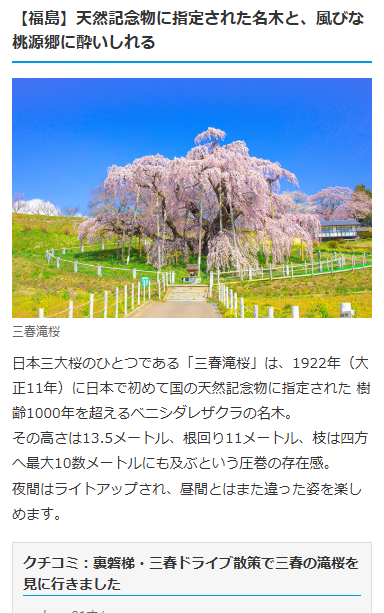 【福島】天然記念物に指定された名木と、風びな
桃源郷に酔いしれる
三春滝桜
日本三大桜のひとつである「三春滝桜」は、1922年（大
正11年）に日本で初めて国の天然記念物に指定された 樹
齢1000年を超えるベニシダレザクラの名木。
その高さは13.5メートル、根回り11メートル、枝は四方
へ最大10数メートルにも及ぶという圧巻の存在感。
夜間はライトアップされ、昼間とはまた違った姿を楽し
めます。
クチコミ：裏磐梯・三春ドライブ散策で三春の滝桜を
見に行きました